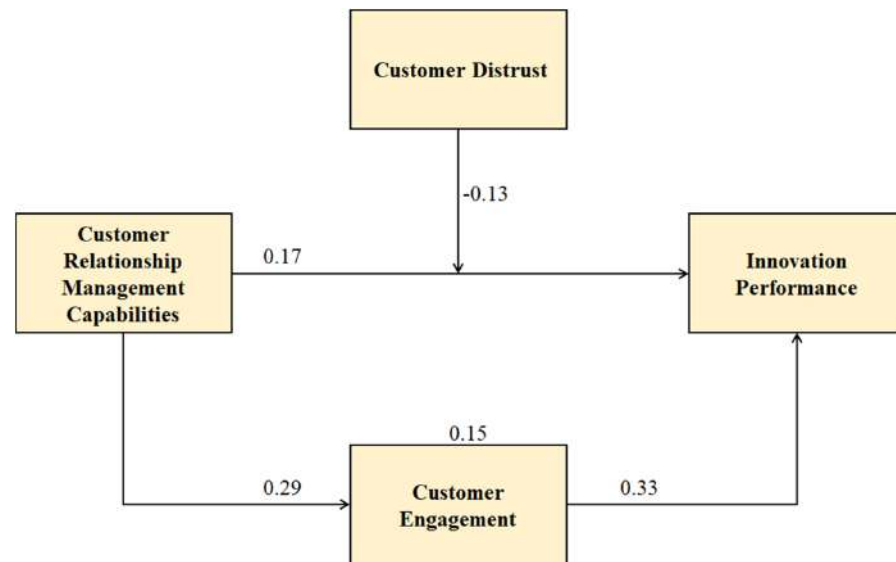 Customer Distrust
-0.13
Customer
Relationship
Management
Capabilities
0.17
Innovation
Performance
0.15
0.29
Customer
Engagement
0.33